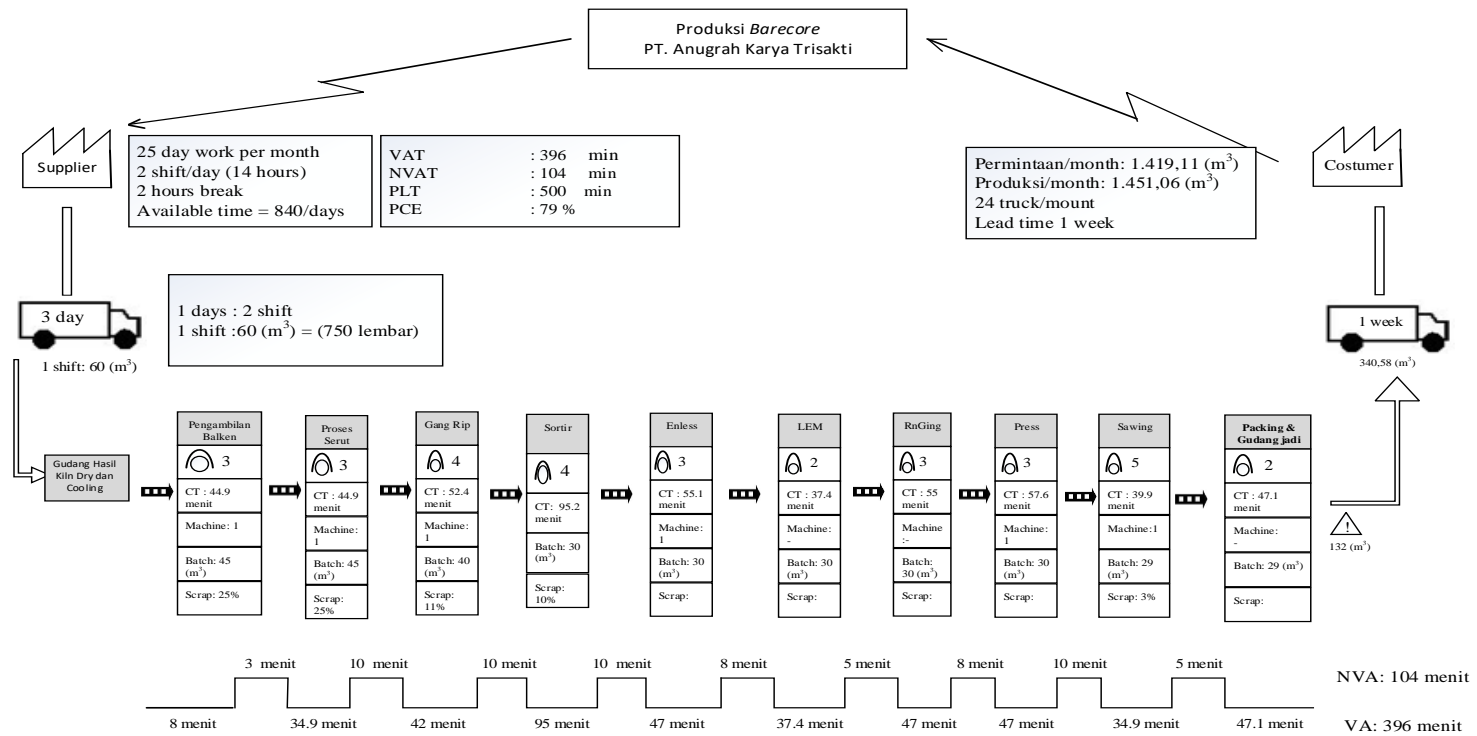 Produksi Barecore
PT. Anugrah Karya Trisakti
Supplier
25 day work per month
2 shift/day (14 hours)
2 hours break
Available time = 840/days
VAT : 396 min
NVAT : 104 min
PLT : 500 min
PCE : 79 %
Permintaan/month: 1.419,11 (m³)
Produksi/month: 1.451,06 (m³)
24 truck/mount
Lead time 1 week
Costumer
3 day
1 shift: 60 (m³)
1 days : 2 shift
1 shift :60 (m³) = (750 lembar)
1 week
340,58 (m³)
Gudang Hasil
Kiln Dry dan
Cooling
Pengambilan
Balken
3
CT : 44.9
menit
Machine: 1
Batch: 45
(m³)
Scrap: 25%
Proses
Serut
3
CT : 44.9
menit
Machine:
1
Batch: 45
(m³)
Scrap:
25%
Gang Rip
4
CT : 52.4
menit
Machine:
1
Batch: 40
(m³)
Scrap:
11%
Sortir
4
CT: 95.2
menit
Batch: 30
(m³)
Scrap:
10%
Enless
3
CT : 55.1
menit
Machine:
1
Batch: 30
(m³)
Scrap:
LEM
2
CT : 37.4
menit
Machine:
-
Batch: 30
(m³)
Scrap:
RnGing
3
CT : 55
menit
Machine
:-
Batch:
30 (m³)
Scrap:
Press
3
CT : 57.6
menit
Machine:
1
Batch: 30
(m³)
Scrap:
Sawing
5
CT : 39.9
menit
Machine:1
Batch: 29
(m³)
Scrap: 3%
Packing &
Gudang jadi
2
CT : 47.1
menit
Machine:
-
Batch: 29 (m³)
Scrap:
!
132 (m³)
3 menit 10 menit 10 menit 10 menit 8 menit 5 menit 8 menit 10 menit 5 menit
NVA: 104 menit
8 menit 34.9 menit 42 menit 95 menit 47 menit 37.4 menit 47 menit 47 menit 34.9 menit 47.1 menit
VA: 396 menit